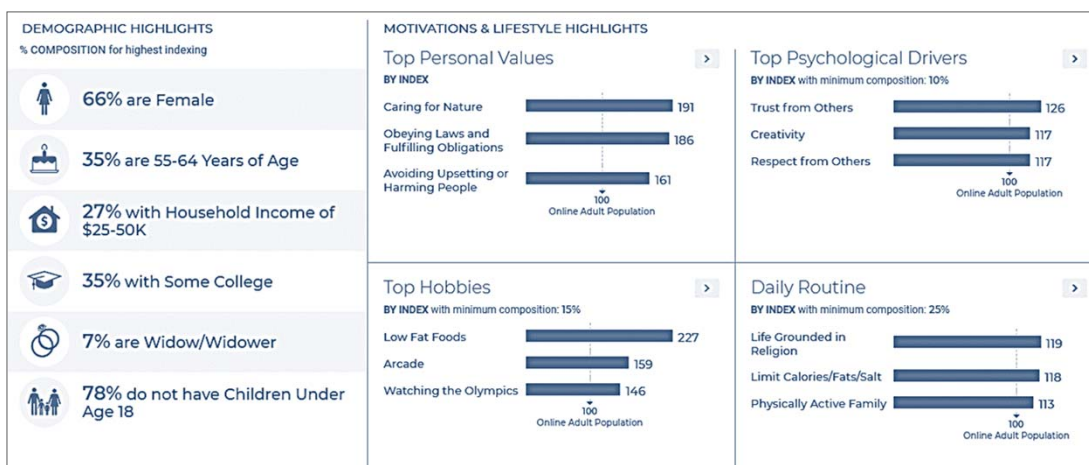 DEMOGRAPHIC HIGHLIGHTS
% COMPOSITION for highest indexing
66% are Female
35% are 55-64 Years of Age
27% with Household Income of
$25-50K
35% with Some College
7% are Widow/Widower
78% do not have Children Under
Age 18
MOTIVATIONS & LIFESTYLE HIGHLIGHTS
Top Personal Values
>
BY INDEX
Caring for Nature
191
Obeying Laws and
Fulfilling Obligations
186
Avoiding Upsetting or
Harming People
161
100
Online Adult Population
Top Psychological Drivers
>
BY INDEX with minimum composition: 10%
Trust from Others
126
Creativity
117
Respect from Others
117
100
Online Adult Population
Top Hobbies
>
BY INDEX with minimum composition: 15%
Low Fat Foods
227
Arcade
159
Watching the Olympics
146
100
Online Adult Population
Daily Routine
>
BY INDEX with minimum composition: 25%
Life Grounded in
Religion
119
Limit Calories/Fats/Salt
118
Physically Active Family
113
100
Online Adult Population